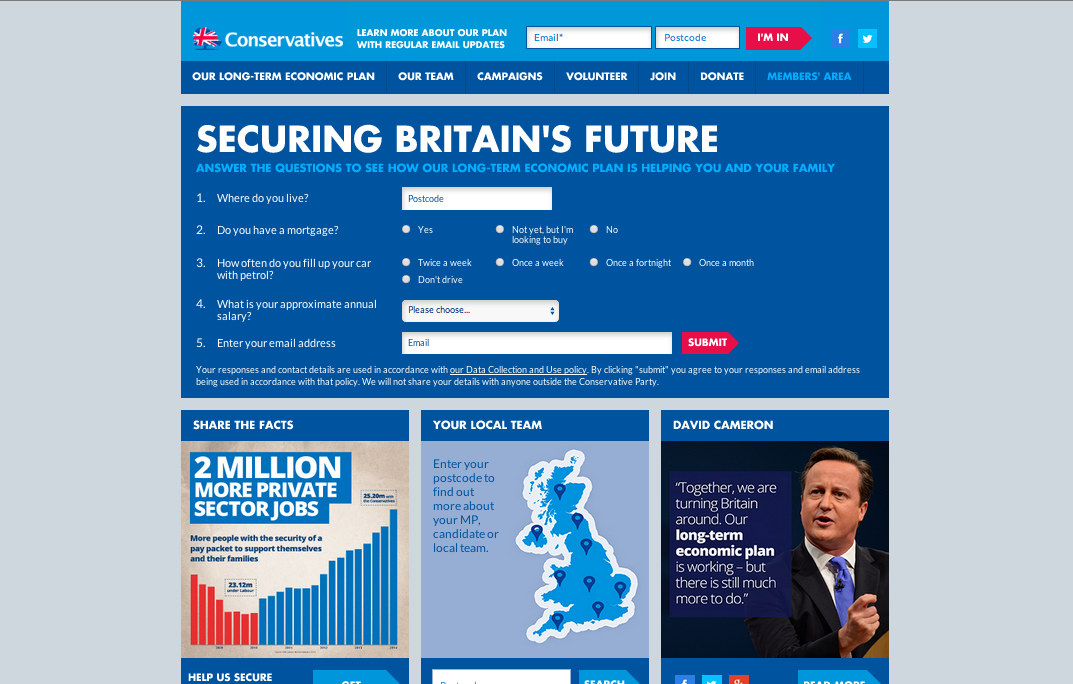 Conservatives
LEARN MORE ABOUT OUR PLAN
WITH REGULAR EMAIL UPDATES
Email*
Postcode
I'M IN
f
OUR LONG-TERM ECONOMIC PLAN
OUR TEAM
CAMPAIGNS
VOLUNTEER
JOIN
DONATE
MEMBERS' AREA
SECURING BRITAIN'S FUTURE
ANSWER THE QUESTIONS TO SEE HOW OUR LONG-TERM ECONOMIC PLAN IS HELPING YOU AND YOUR FAMILY
1. Where do you live?
Postcode
2. Do you have a mortgage?
Yes
Not yet, but I'm
looking to buy
No
3. How often do you fill up your car
with petrol?
Twice a week
Once a week
Once a fortnight
Once a month
Don't drive
4. What is your approximate annual
salary?
Please choose...
5. Enter your email address
Email
SUBMIT
Your responses and contact details are used in accordance with our Data Collection and Use policy. By clicking "submit" you agree to your responses and email address
being used in accordance with that policy. We will not share your details with anyone outside the Conservative Party.
SHARE THE FACTS
2 MILLION
MORE PRIVATE
SECTOR JOBS
25.28m with
the Conservatives
More people with the security of a
pay packet to support themselves
and their families
23.12m
under Labour
2008
2010
2011
2012
2013
2014
HELP US SECURE
GET
YOUR LOCAL TEAM
Enter your
postcode to
find out
more about
your MP,
candidate or
local team.
Postcode
SEARCH
DAVID CAMERON
“Together, we are
turning Britain
around. Our
long-term
economic plan
is working – but
there is still much
more to do.”
f
g+
READ MORE